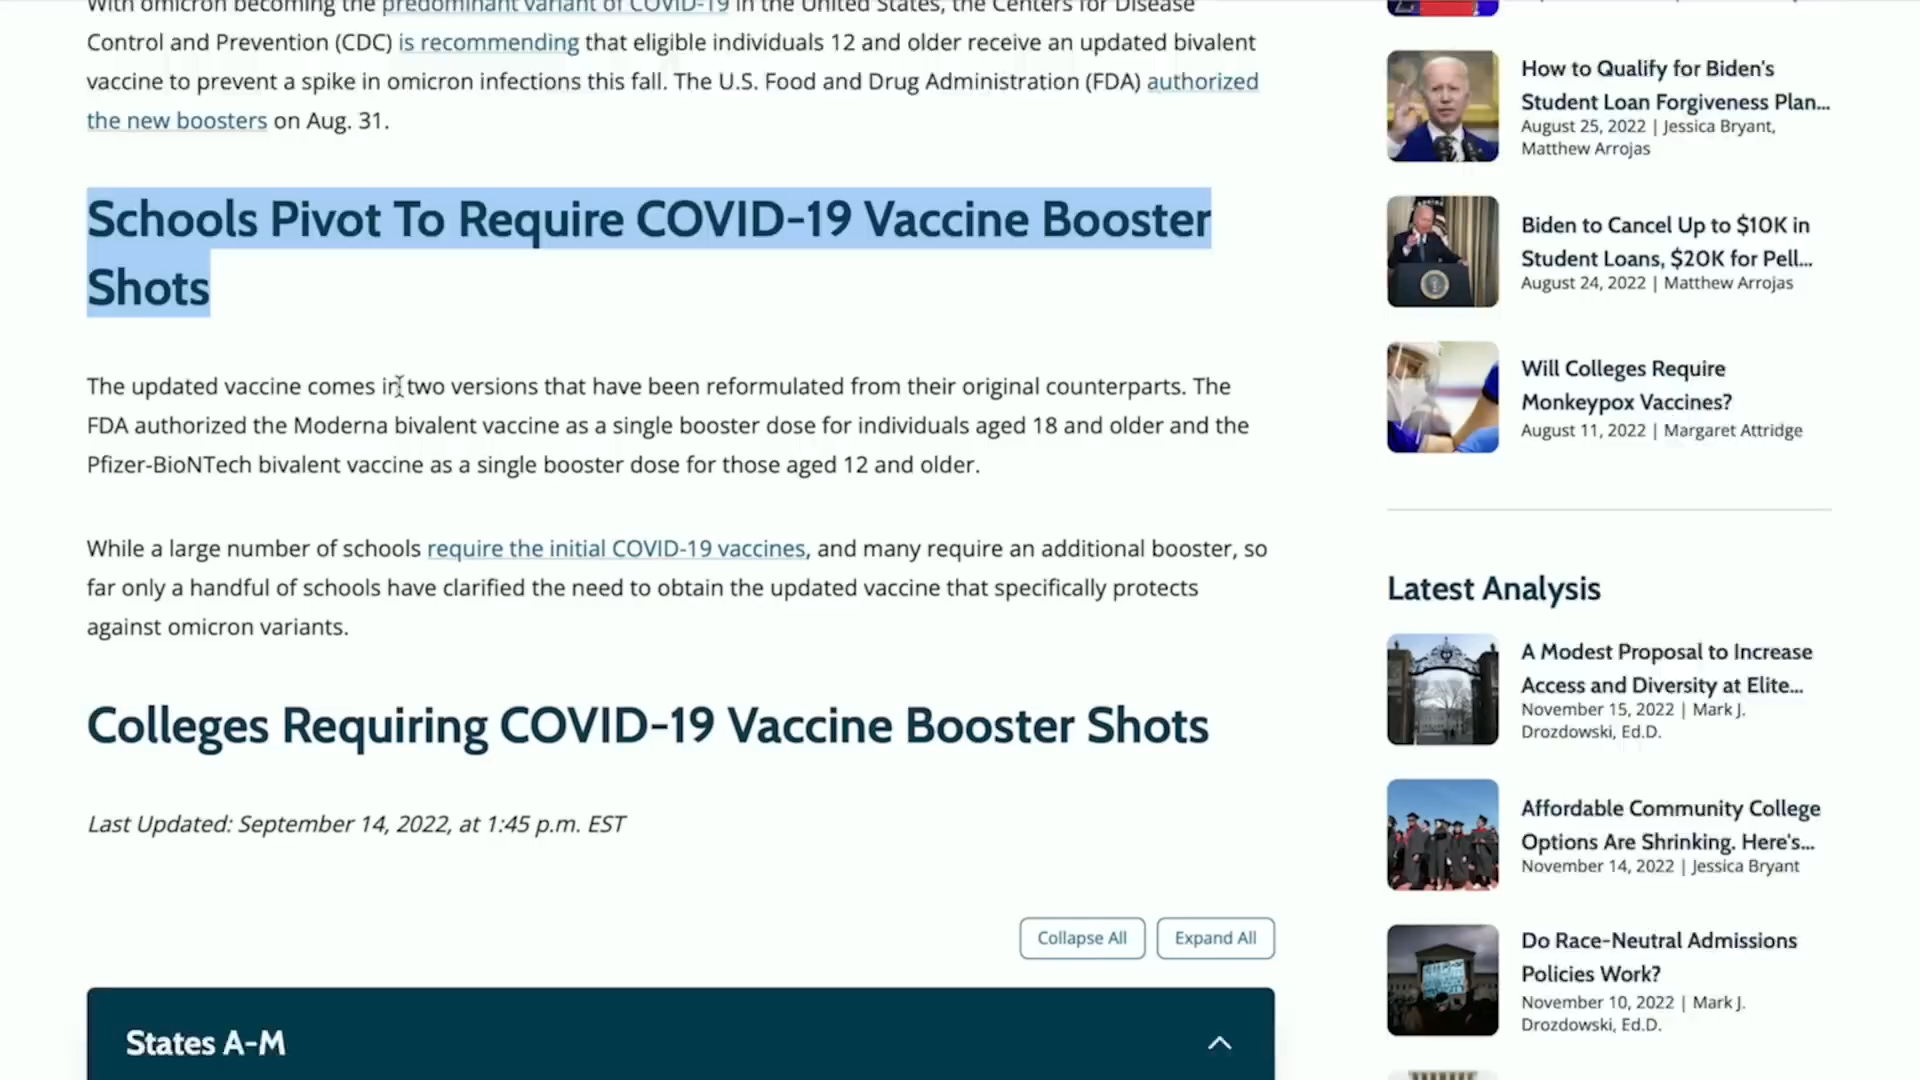 With omicron becoming the predominant variant of COVID-19 in the United States, the Centers for Disease
Control and Prevention (CDC) is recommending that eligible individuals 12 and older receive an updated bivalent
vaccine to prevent a spike in omicron infections this fall. The U.S. Food and Drug Administration (FDA) authorized
the new boosters on Aug. 31.
Schools Pivot To Require COVID-19 Vaccine Booster
Shots
The updated vaccine comes in two versions that have been reformulated from their original counterparts. The
FDA authorized the Moderna bivalent vaccine as a single booster dose for individuals aged 18 and older and the
Pfizer-BioNTech bivalent vaccine as a single booster dose for those aged 12 and older.
While a large number of schools require the initial COVID-19 vaccines, and many require an additional booster, so
far only a handful of schools have clarified the need to obtain the updated vaccine that specifically protects
against omicron variants.
Colleges Requiring COVID-19 Vaccine Booster Shots
Last Updated: September 14, 2022, at 1:45 p.m. EST
Collapse All
Expand All
States A-M
How to Qualify for Biden's
Student Loan Forgiveness Plan...
August 25, 2022 | Jessica Bryant,
Matthew Arrojas
Biden to Cancel Up to $10K in
Student Loans, $20K for Pell...
August 24, 2022 | Matthew Arrojas
Will Colleges Require
Monkeypox Vaccines?
August 11, 2022 | Margaret Attridge
Latest Analysis
A Modest Proposal to Increase
Access and Diversity at Elite...
November 15, 2022 | Mark J.
Drozdowski, Ed.D.
Affordable Community College
Options Are Shrinking. Here's...
November 14, 2022 | Jessica Bryant
Do Race-Neutral Admissions
Policies Work?
November 10, 2022 | Mark J.
Drozdowski, Ed.D.